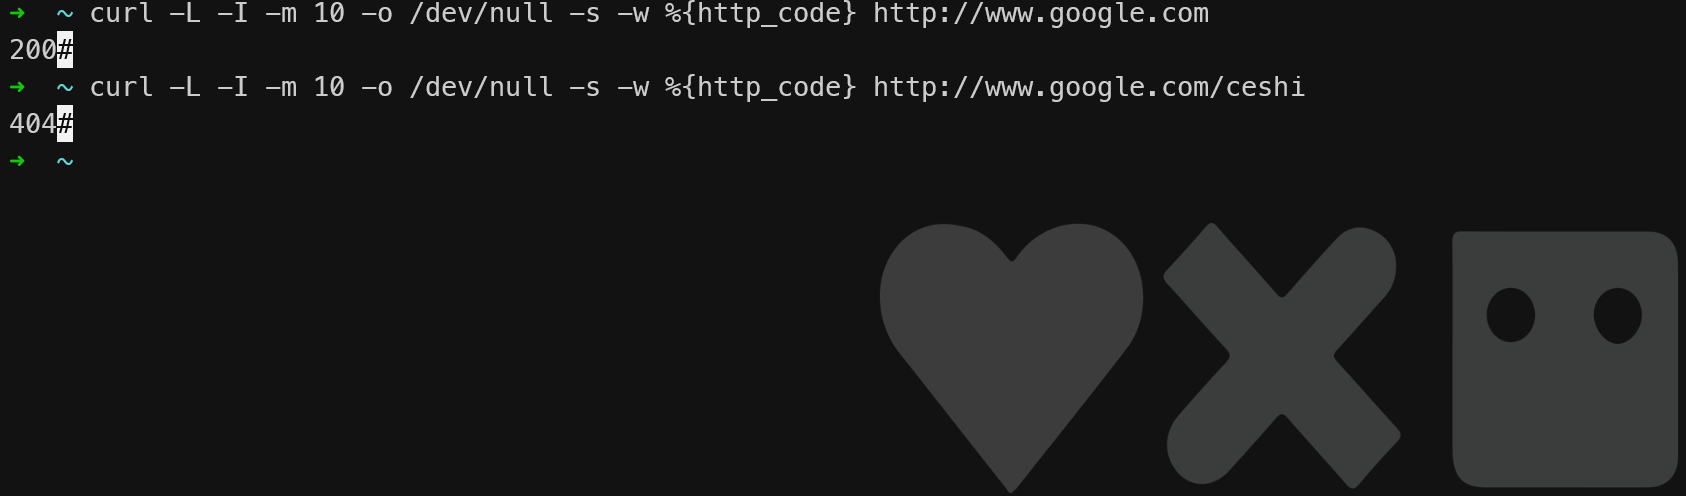 ➜  ~ curl -L -I -m 10 -o /dev/null -s -w %{http_code} http://www.google.com
200#
➜  ~ curl -L -I -m 10 -o /dev/null -s -w %{http_code} http://www.google.com/ceshi
404#
➜  ~